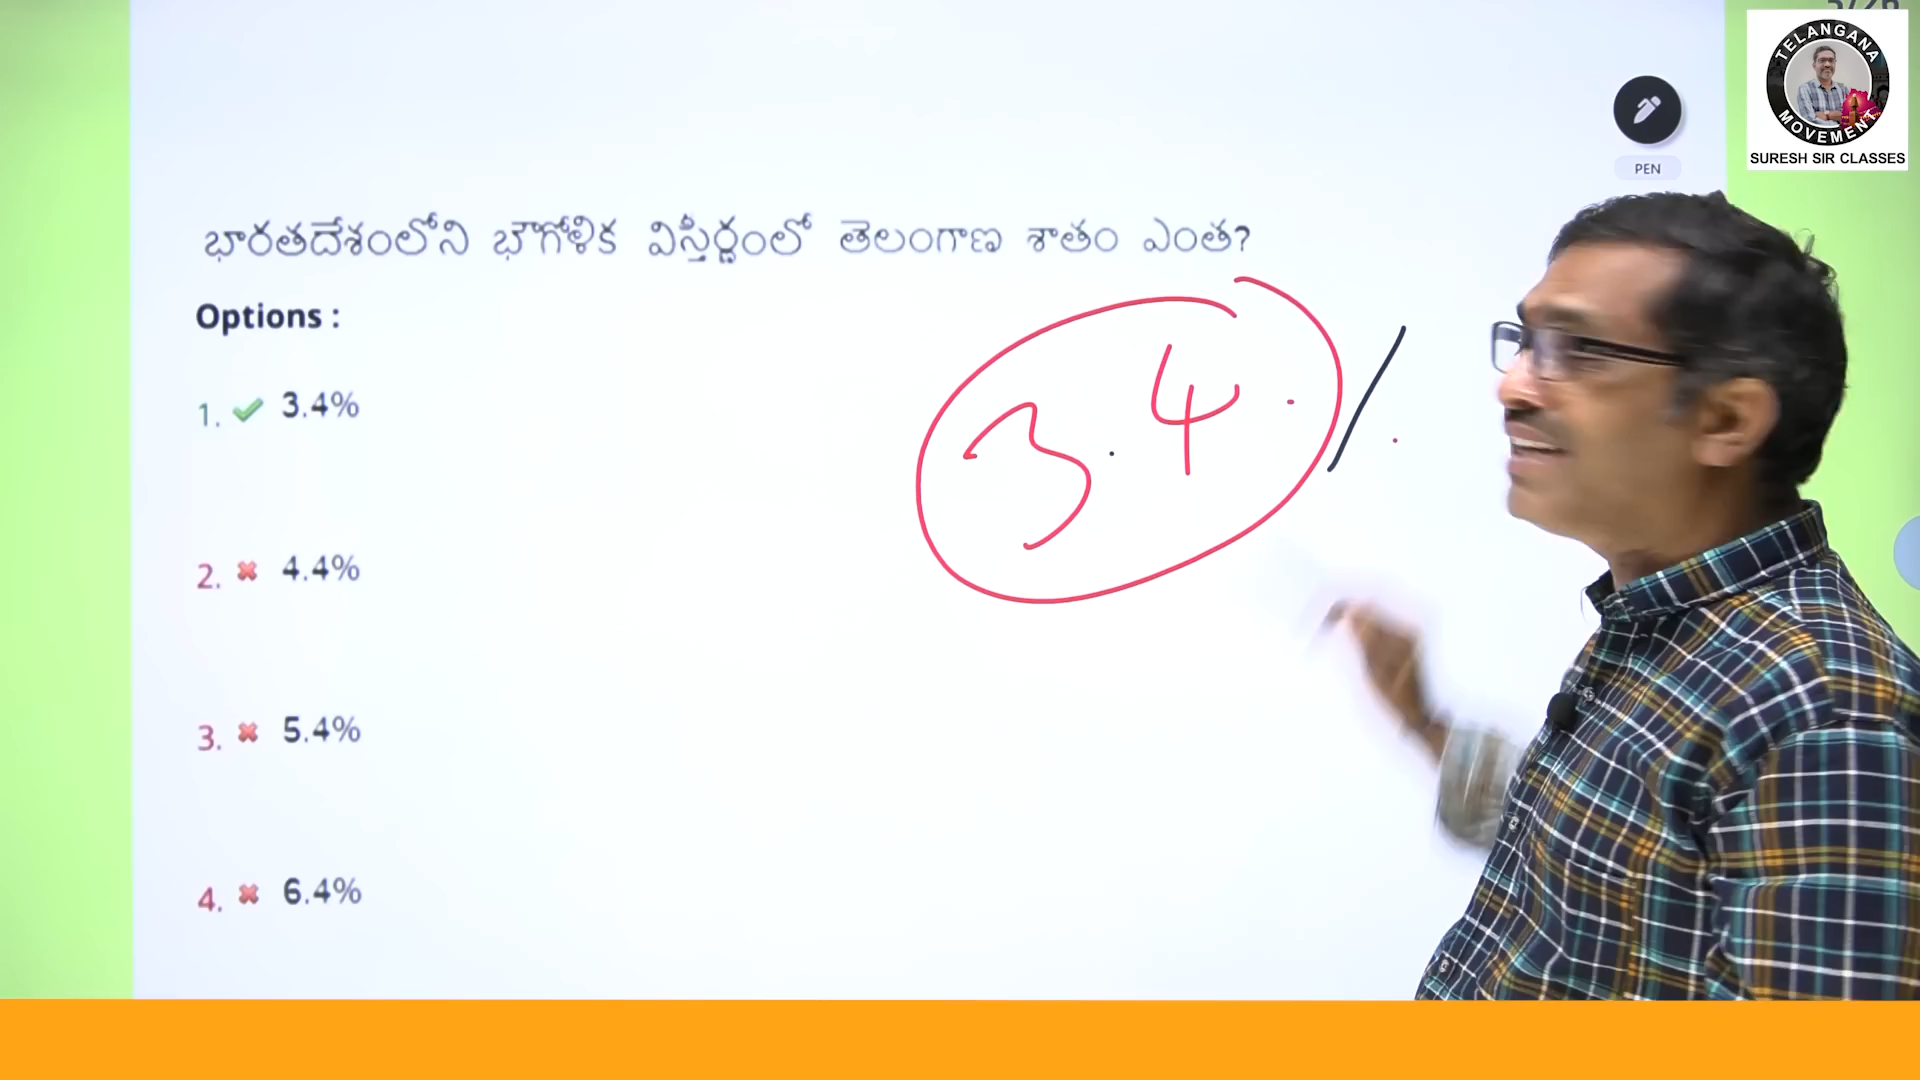 TELANGANA
MOVEMENT
SURESH SIR CLASSES
PEN
భారతదేశంలోని భౌగోళిక విస్తీర్ణంలో తెలంగాణ శాతం ఎంత?
Options :
1. 3.4%
3.4 %
2. 4.4%
3. 5.4%
4. 6.4%